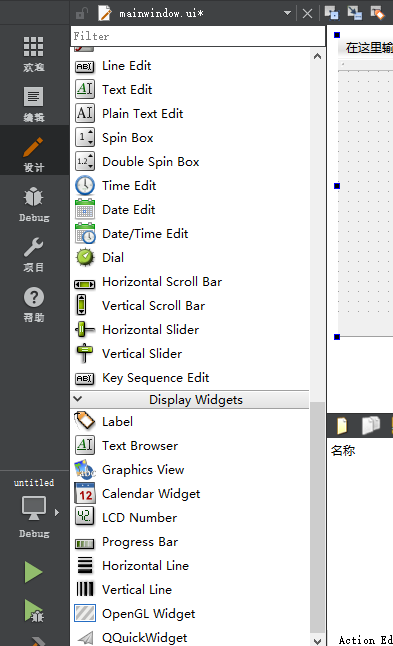 mainwindow.ui*
Filter
欢迎
编辑
设计
Debug
项目
帮助
untitled
Debug
Line Edit
Text Edit
Plain Text Edit
Spin Box
Double Spin Box
Time Edit
Date Edit
Date/Time Edit
Dial
Horizontal Scroll Bar
Vertical Scroll Bar
Horizontal Slider
Vertical Slider
Key Sequence Edit
Display Widgets
Label
Text Browser
Graphics View
Calendar Widget
LCD Number
Progress Bar
Horizontal Line
Vertical Line
OpenGL Widget
QQuickWidget
在这里输
名称
Action Ed